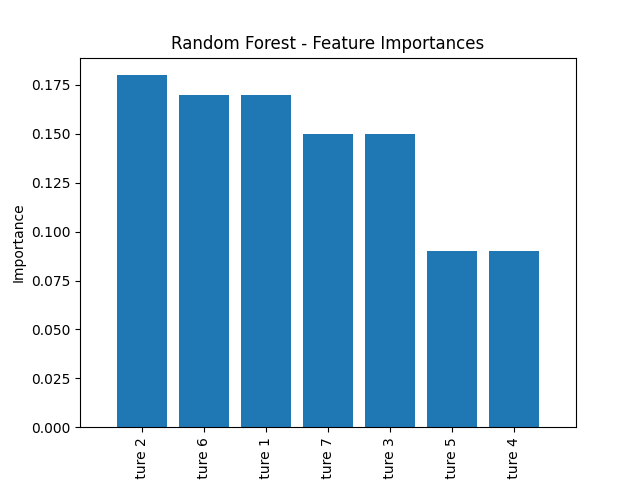 Random Forest - Feature Importances
Importance
0.175
0.150
0.125
0.100
0.075
0.050
0.025
0.000
ture 2
ture 6
ture 1
ture 7
ture 3
ture 5
ture 4